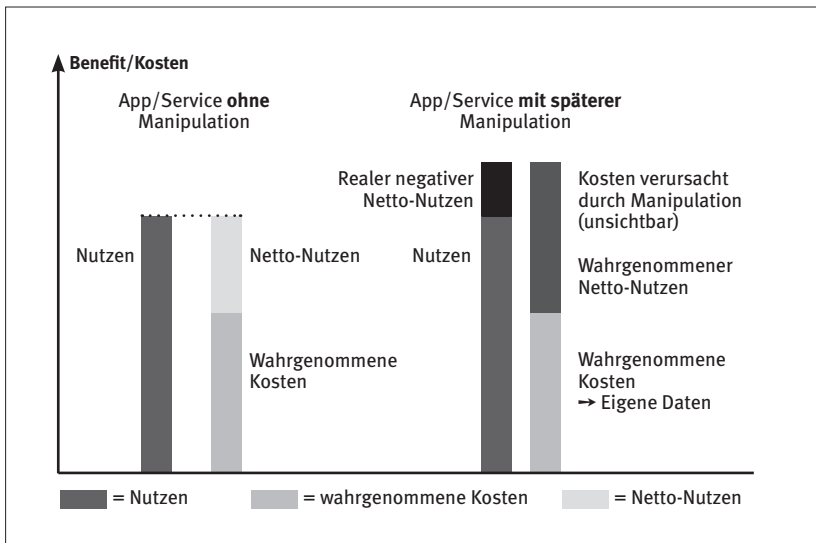 Benefit/Kosten
App/Service ohne
Manipulation
App/Service mit späterer
Manipulation
Nutzen
Netto-Nutzen
Wahrgenommene
Kosten
Realer negativer
Netto-Nutzen
Nutzen
Kosten verursacht
durch Manipulation
(unsichtbar)
Wahrgenommener
Netto-Nutzen
Wahrgenommene
Kosten
→ Eigene Daten
= Nutzen
= wahrgenommene Kosten
= Netto-Nutzen